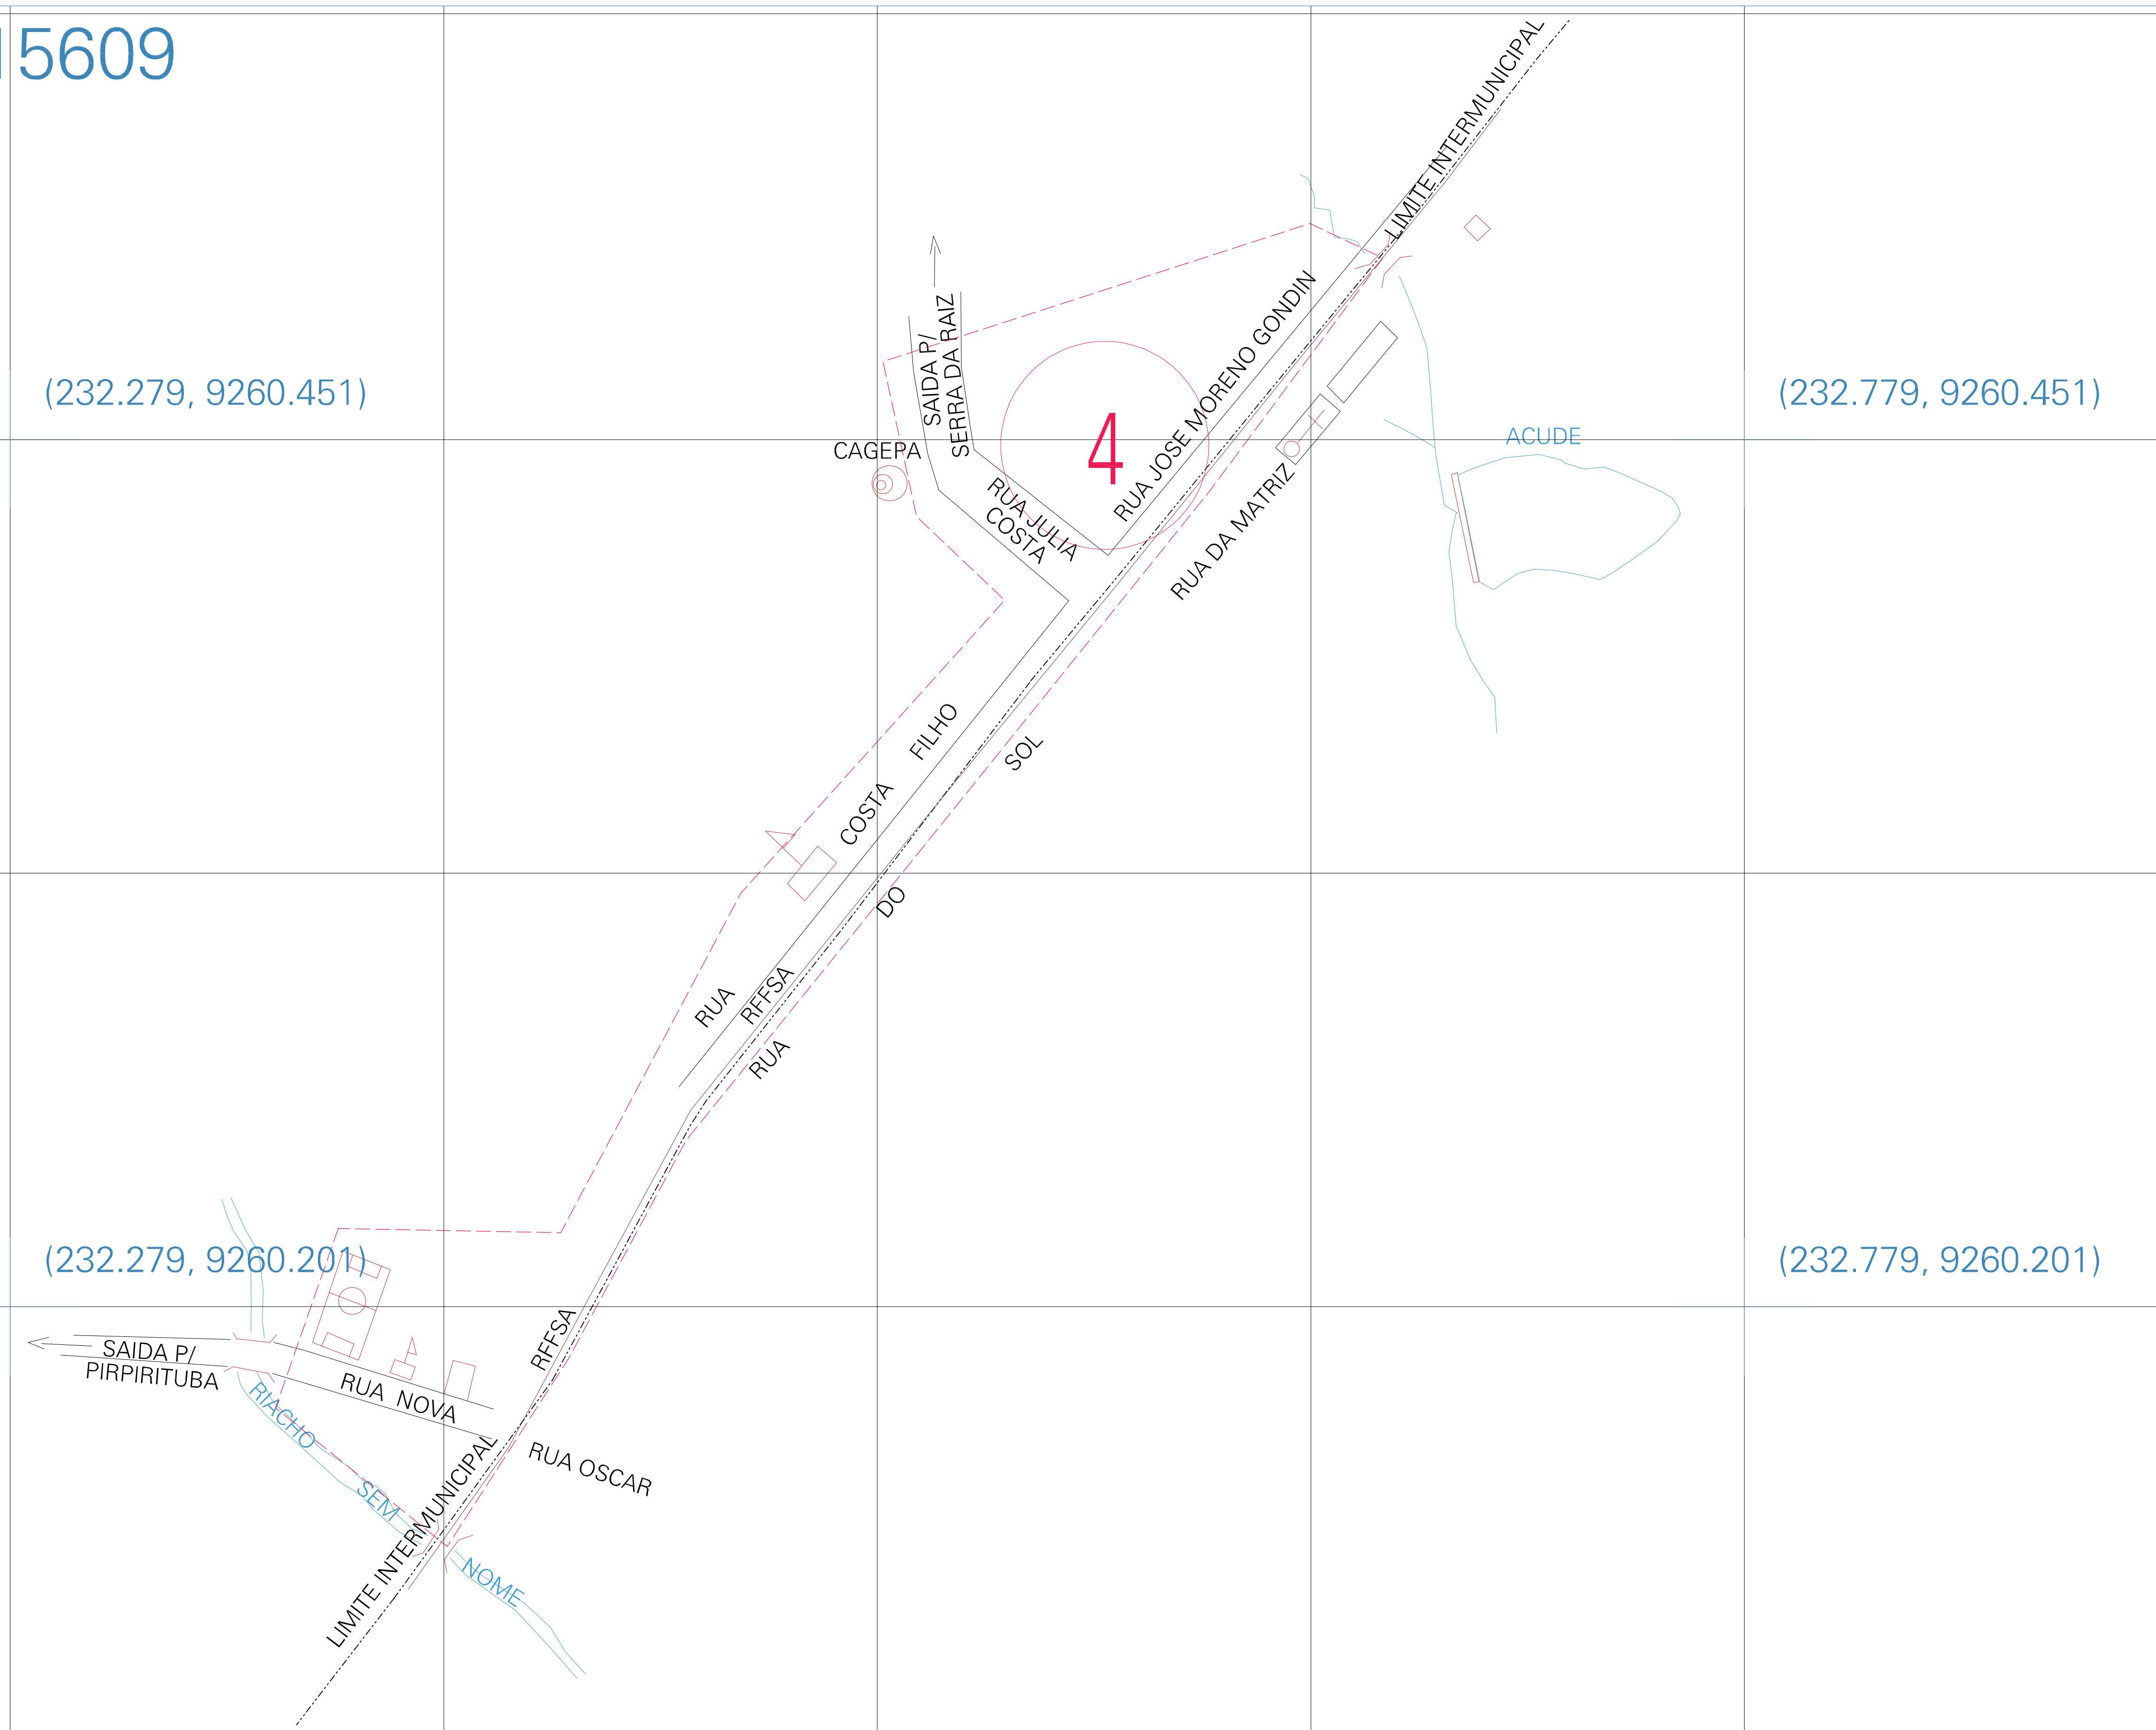 5609
LIMITE INTERMUNICIPAL
(232.279, 9260.451)
SAIDA P/
SERRA DA RAIZ
RUA JOSE MORENO GONDIN
(232.779, 9260.451)
CAGEPA
4
ACUDE
RUA JULIA
COSTA
RUA DA MATRIZ
RUA COSTA FILHO
RUA DO SOL
RFFSA
(232.279, 9260.201)
(232.779, 9260.201)
SAIDA P/
PIRPIRITUBA
RFFSA
RUA NOVA
RUA OSCAR
RIACHO SEM NOME
LIMITE INTERMUNICIPAL